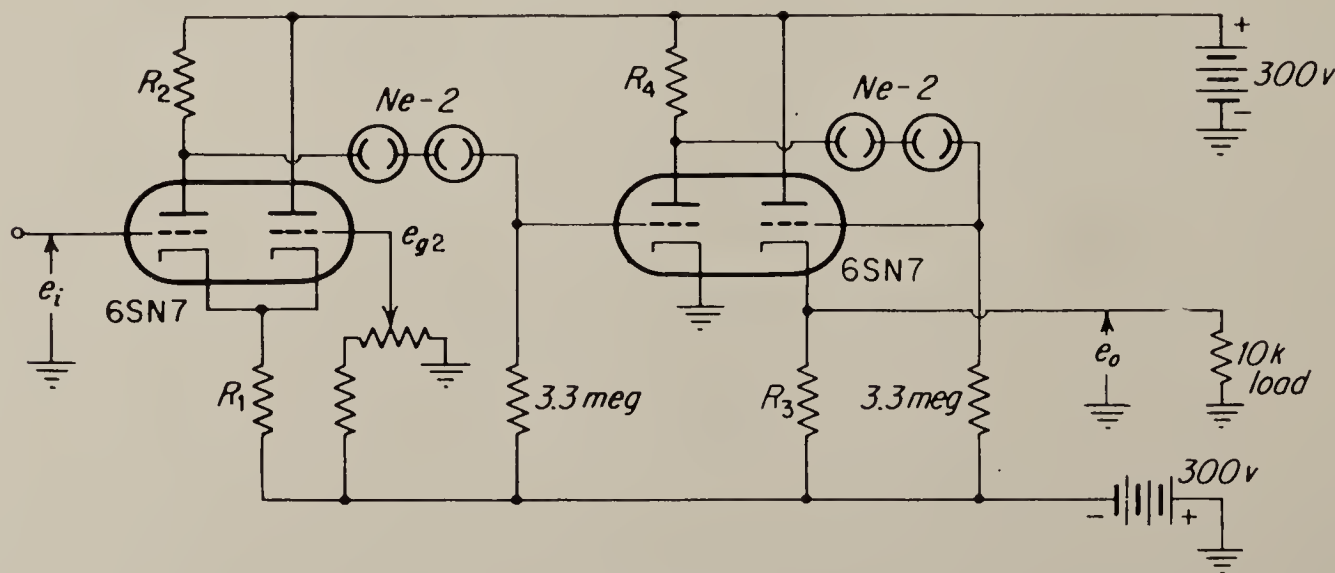 R₂
Ne-2
R₄
Ne-2
+
300v
-
e_g2
e_i
6SN7
6SN7
R₁
3.3 meg
R₃
3.3 meg
e_o
10k
load
300v
-
+